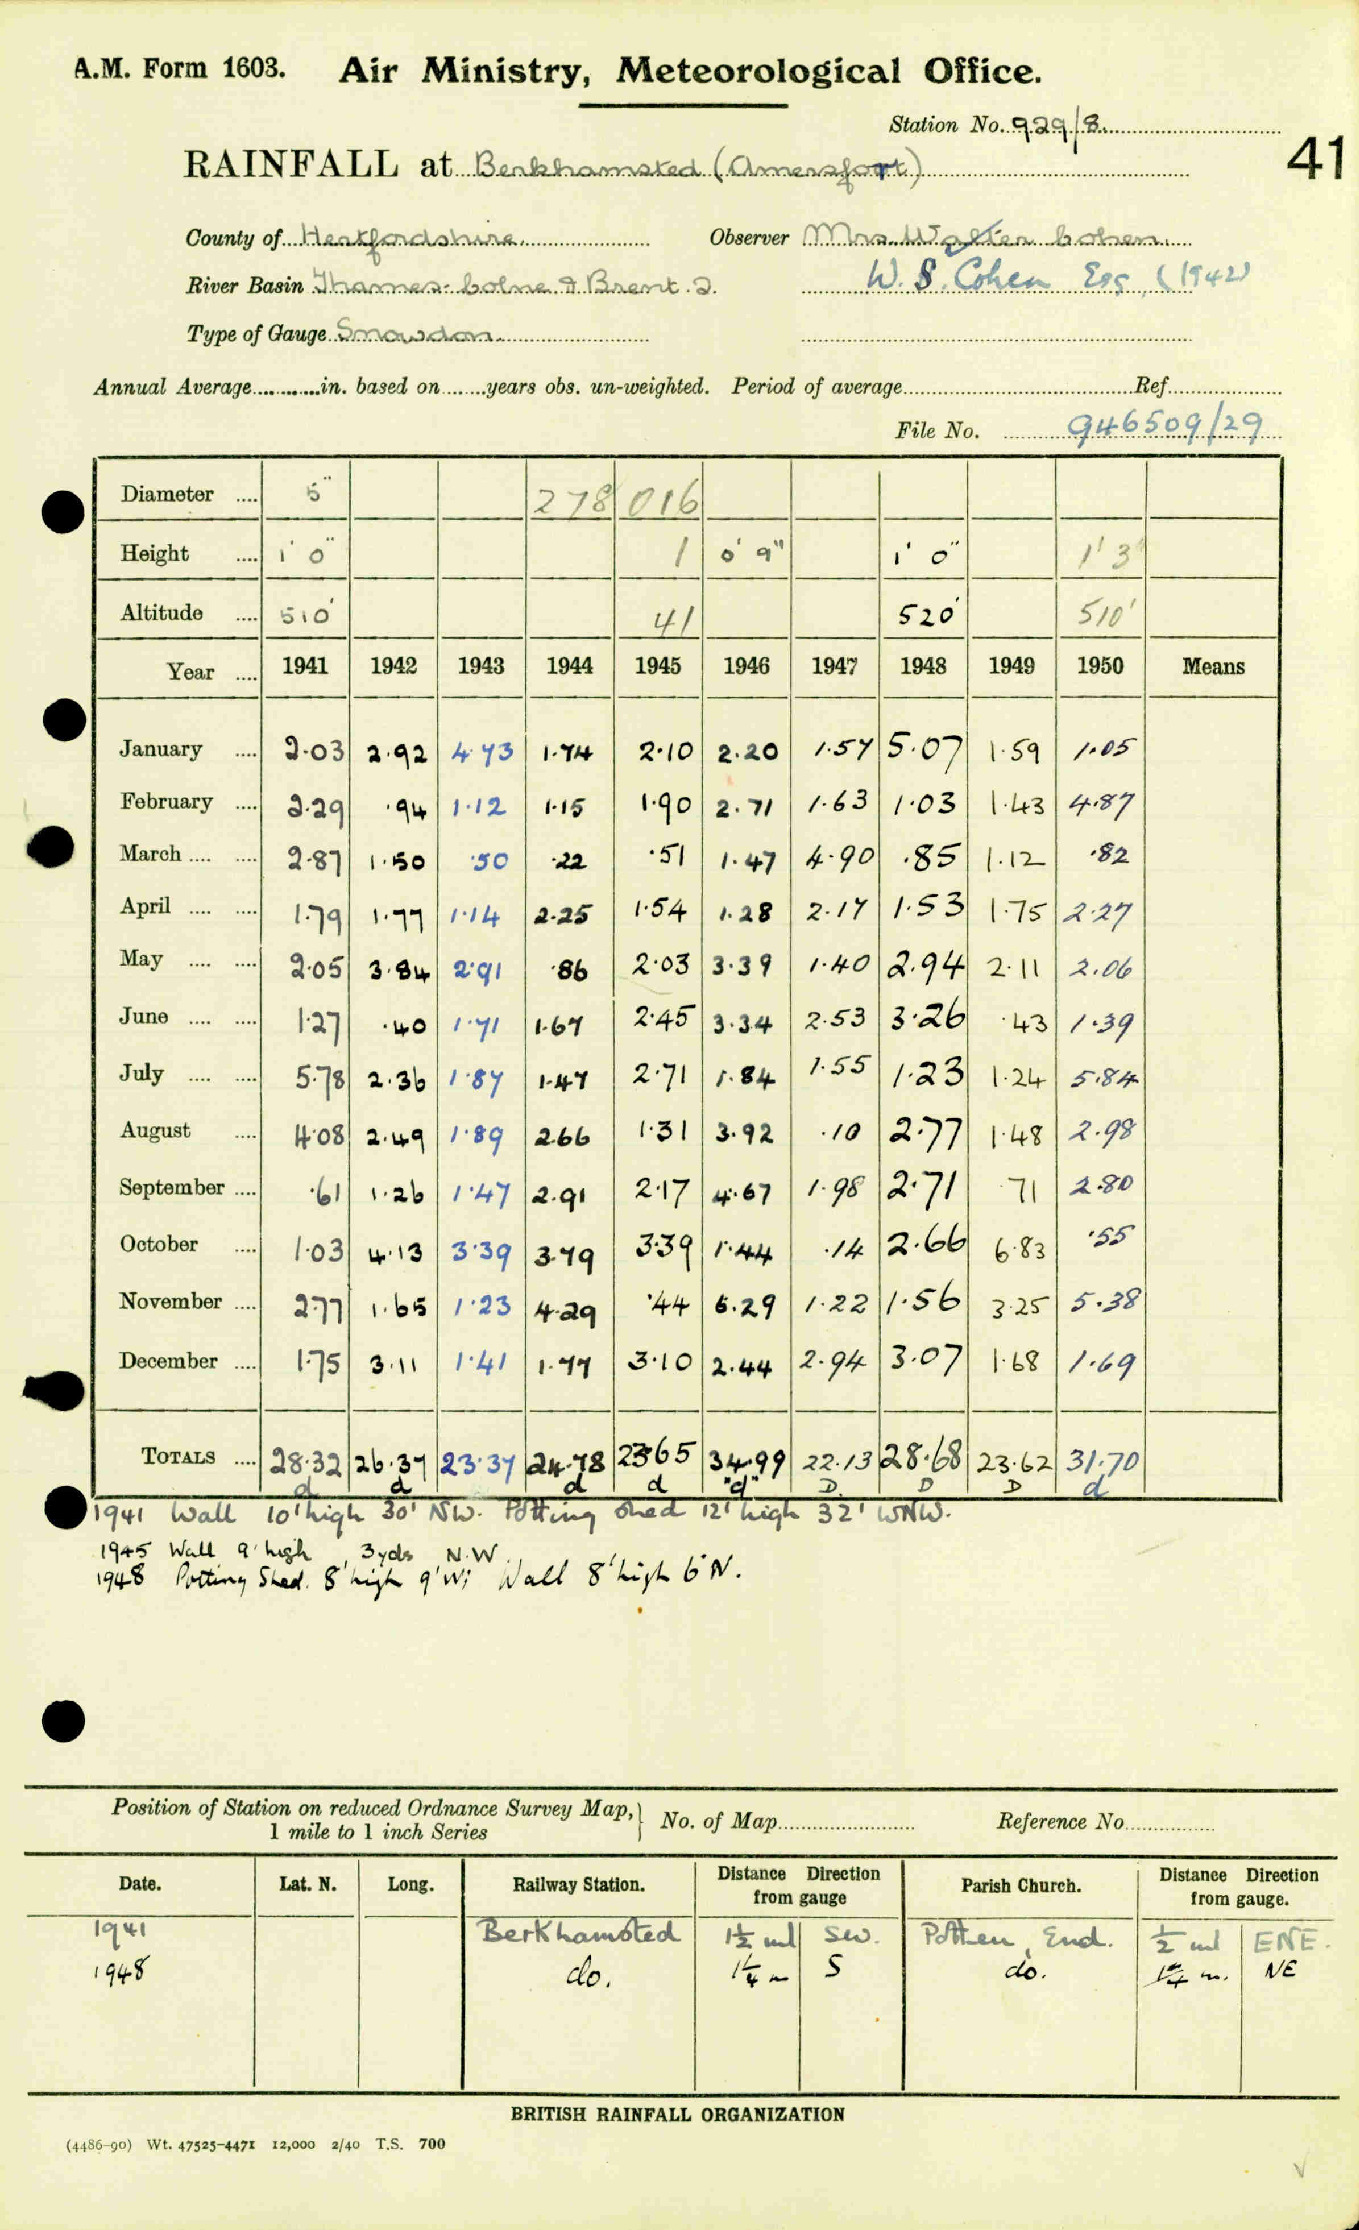 A.M. Form 1603. Air Ministry, Meteorological Office.
Station No. 929/8
41
RAINFALL at Berkhamsted (Amersfort)
County of Hertfordshire Observer Mrs. Walter Cohen
River Basin Thames-Colne & Brent. 2. W. S. Cohen Esq (1942)
Type of Gauge Snowdon
Annual Average............in. based on.......years obs. un-weighted. Period of average............Ref............
File No. 946509/29
Diameter .... 5" 278 016
Height .... 1' 0" 1 0' 9" 1' 0" 1' 3"
Altitude .... 510' 41 520' 510'
Year .... 1941 1942 1943 1944 1945 1946 1947 1948 1949 1950 Means
January .... 2.03 2.92 4.73 1.74 2.10 2.20 1.57 5.07 1.59 1.05
February .... 2.29 .94 1.12 1.15 1.90 2.71 1.63 1.03 1.43 4.87
March .... .... 2.87 1.50 .50 .22 .51 1.47 4.90 .85 1.12 .82
April .... .... 1.79 1.77 1.14 2.25 1.54 1.28 2.17 1.53 1.75 2.27
May .... .... 2.05 3.84 2.91 .86 2.03 3.39 1.40 2.94 2.11 2.06
June .... .... 1.27 .40 1.71 1.67 2.45 3.34 2.53 3.26 .43 1.39
July .... .... 5.78 2.36 1.87 1.47 2.71 1.84 1.55 1.23 1.24 5.84
August .... 4.08 2.49 1.89 2.66 1.31 3.92 .10 2.77 1.48 2.98
September .... .61 1.26 1.47 2.91 2.17 4.67 1.98 2.71 .71 2.80
October .... 1.03 4.13 3.39 3.79 3.39 1.44 .14 2.66 6.83 .55
November .... 2.77 1.65 1.23 4.29 .44 6.29 1.22 1.56 3.25 5.38
December .... 1.75 3.11 1.41 1.77 3.10 2.44 2.94 3.07 1.68 1.69
TOTALS .... 28.32 26.37 23.37 24.78 23.65 34.99 22.13 28.68 23.62 31.70
d d d d "d" D D D d
1941 Wall 10' high 30' NW. Potting shed 12' high 32' WNW.
1945 Wall 9' high, 3 yds N.W.
1948 Potting Shed. 8' high 9' W; Wall 8' high 6' N.
Position of Station on reduced Ordnance Survey Map, } No. of Map............ Reference No............
1 mile to 1 inch Series
Date. Lat. N. Long. Railway Station. Distance Direction from gauge Parish Church. Distance Direction from gauge.
1941 Berkhamsted 1½ ml SW. Potten End. ½ ml ENE.
1948 do. 1¼ m S do. 1¼ m. NE
BRITISH RAINFALL ORGANIZATION
(4486-90) Wt. 47525-4471 12,000 2/40 T.S. 700